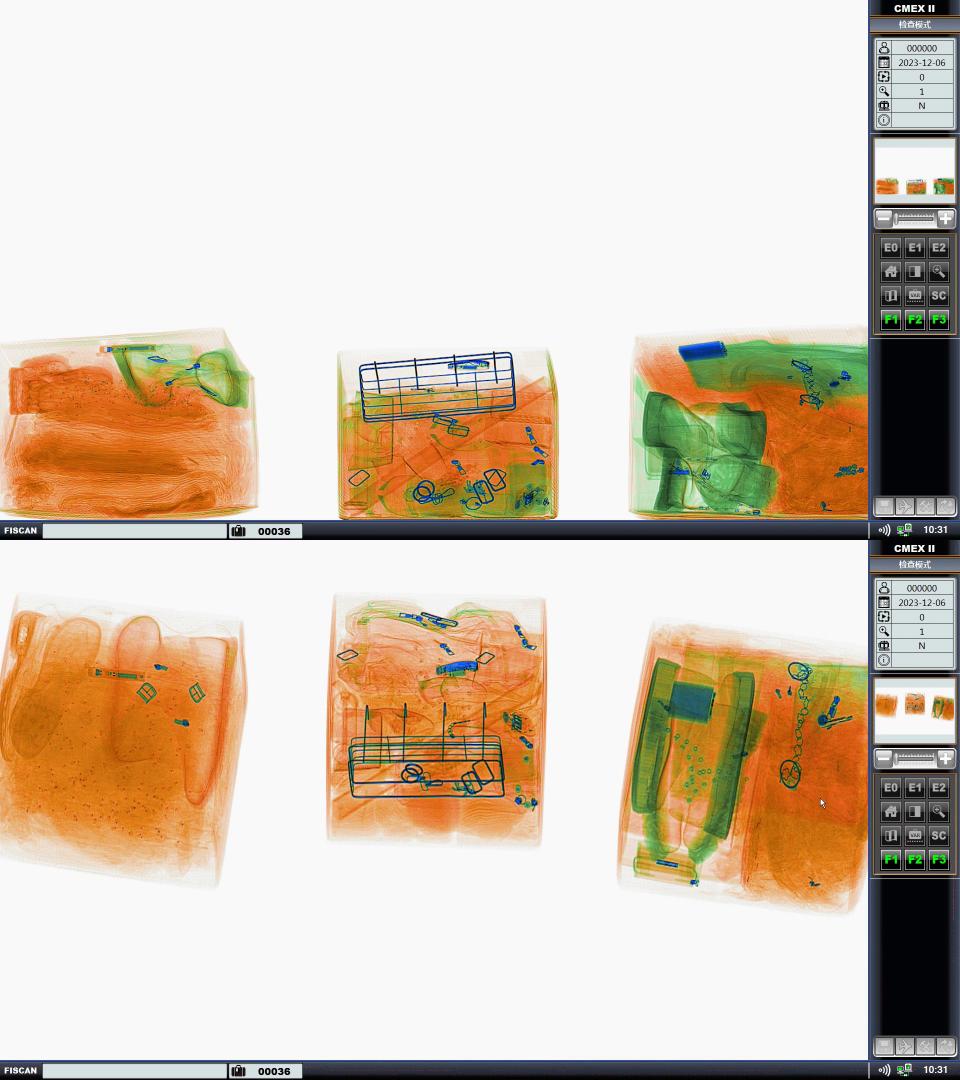 CMEX II
检查模式
000000
2023-12-06
0
1
N
E0 E1 E2
VAR SC
F1 F2 F3
FISCAN 00036 10:31
CMEX II
检查模式
000000
2023-12-06
0
1
N
E0 E1 E2
VAR SC
F1 F2 F3
FISCAN 00036 10:31